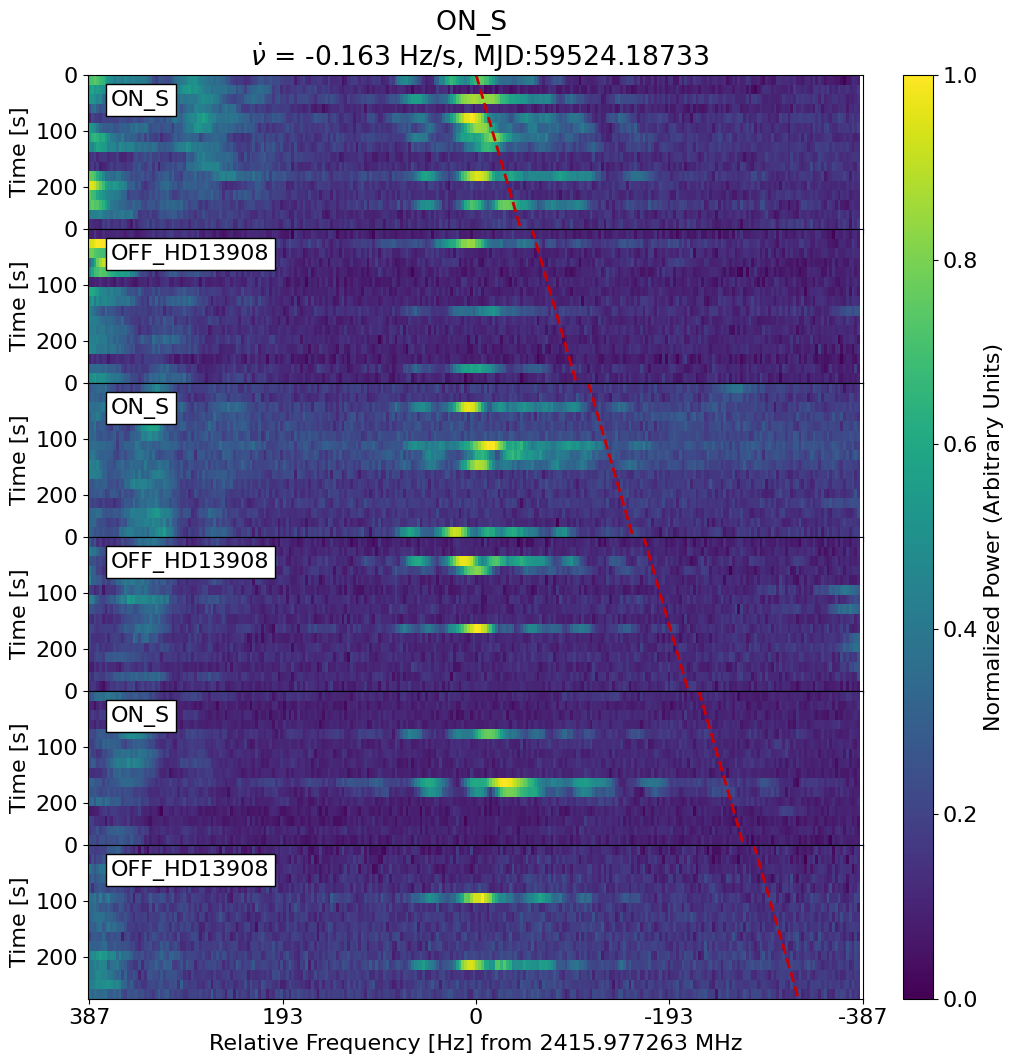 ON_S
ν̇ = -0.163 Hz/s, MJD:59524.18733
0
100
200
Time [s]
ON_S
0
100
200
Time [s]
OFF_HD13908
0
100
200
Time [s]
ON_S
0
100
200
Time [s]
OFF_HD13908
0
100
200
Time [s]
ON_S
0
100
200
Time [s]
OFF_HD13908
387 193 0 -193 -387
Relative Frequency [Hz] from 2415.977263 MHz
1.0
0.8
0.6
0.4
0.2
0.0
Normalized Power (Arbitrary Units)